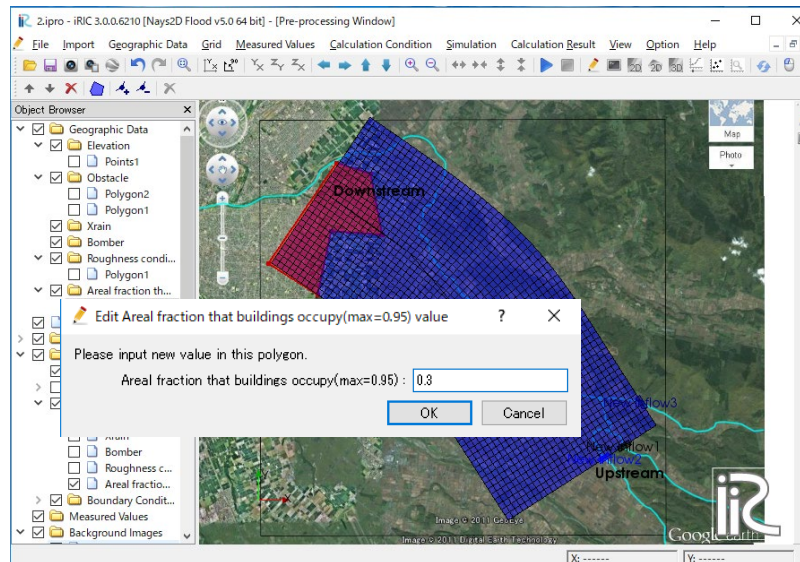 2.ipro - iRIC 3.0.0.6210 [Nays2D Flood v5.0 64 bit] - [Pre-processing Window]
File Import Geographic Data Grid Measured Values Calculation Condition Simulation Calculation Result View Option Help
Object Browser
Geographic Data
Elevation
Points1
Obstacle
Polygon2
Polygon1
Xrain
Bomber
Roughness condi...
Polygon1
Areal fraction th...
Map
Photo
Downstream
Edit Areal fraction that buildings occupy(max=0.95) value
Please input new value in this polygon.
Areal fraction that buildings occupy(max=0.95) : 0.3
OK Cancel
Xrain
Bomber
Roughness c...
Areal fractio...
Boundary Condit...
Measured Values
Background Images
New Inflow3
New Inflow1
New Inflow2
Upstream
Image © 2011 GeoEye
Image © 2011 Digital Earth Technology
Google earth
iRIC
X: ------ Y: ------